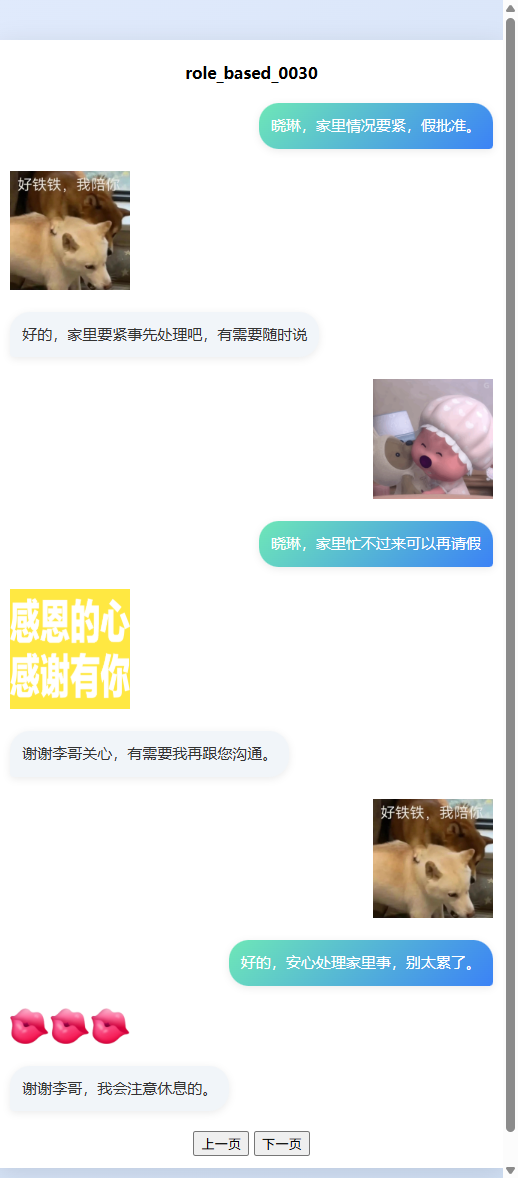 role_based_0030
晓琳，家里情况要紧，假批准。
好铁铁，我陪你
好的，家里要紧事先处理吧，有需要随时说
晓琳，家里忙不过来可以再请假
感恩的心
感谢有你
谢谢李哥关心，有需要我再跟您沟通。
好铁铁，我陪你
好的，安心处理家里事，别太累了。
谢谢李哥，我会注意休息的。
上一页 下一页